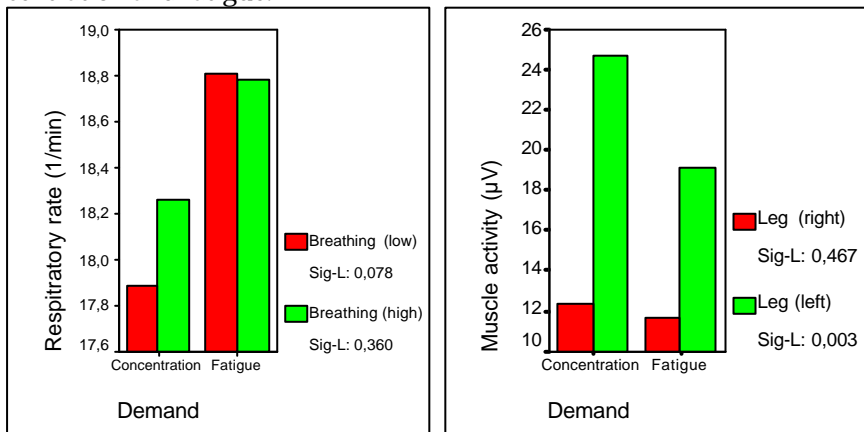 19,0
18,8
18,6
18,4
18,2
18,0
17,8
17,6
Respitratory rate (1/min)
Concentration Fatigue
Demand
Breathing (low)
Sig-L: 0,078
Breathing (high)
Sig-L: 0,360
26
24
22
20
18
16
14
12
10
Muscle activity (µV)
Concentration Fatigue
Demand
Leg (right)
Sig-L: 0,467
Leg (left)
Sig-L: 0,003